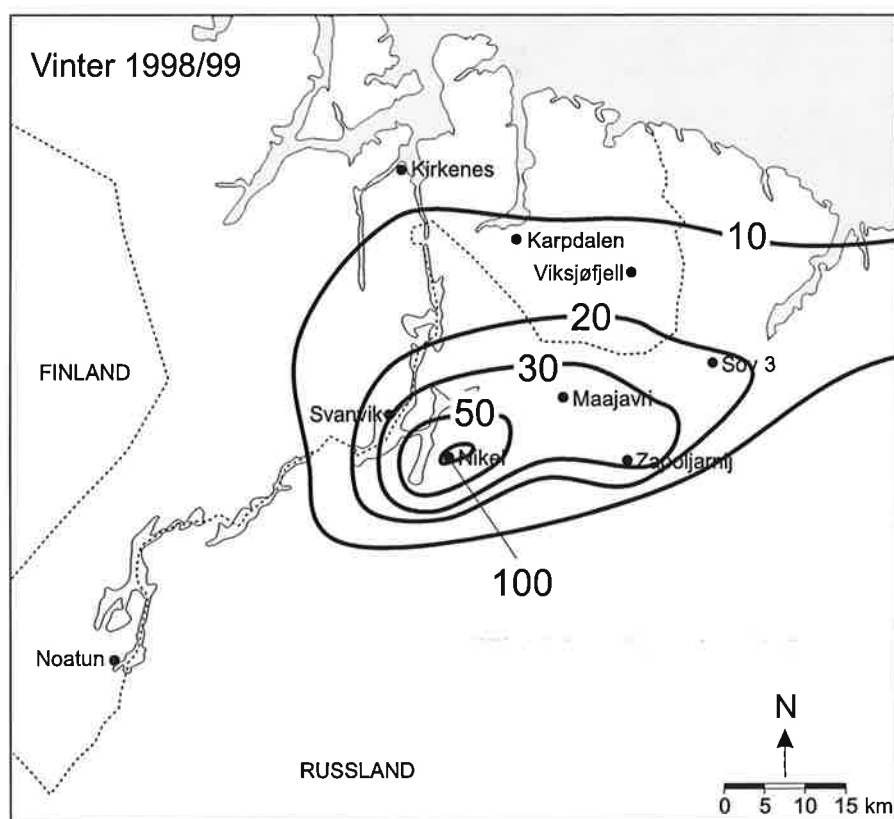 Vinter 1998/99
Kirkenes
Karpdalen
10
Viksjøfjell
20
FINLAND
30
Sov 3
Maajavri
Svanvik
50
Nikel
Zapoljarnij
100
Noatun
N
RUSSLAND
0 5 10 15 km